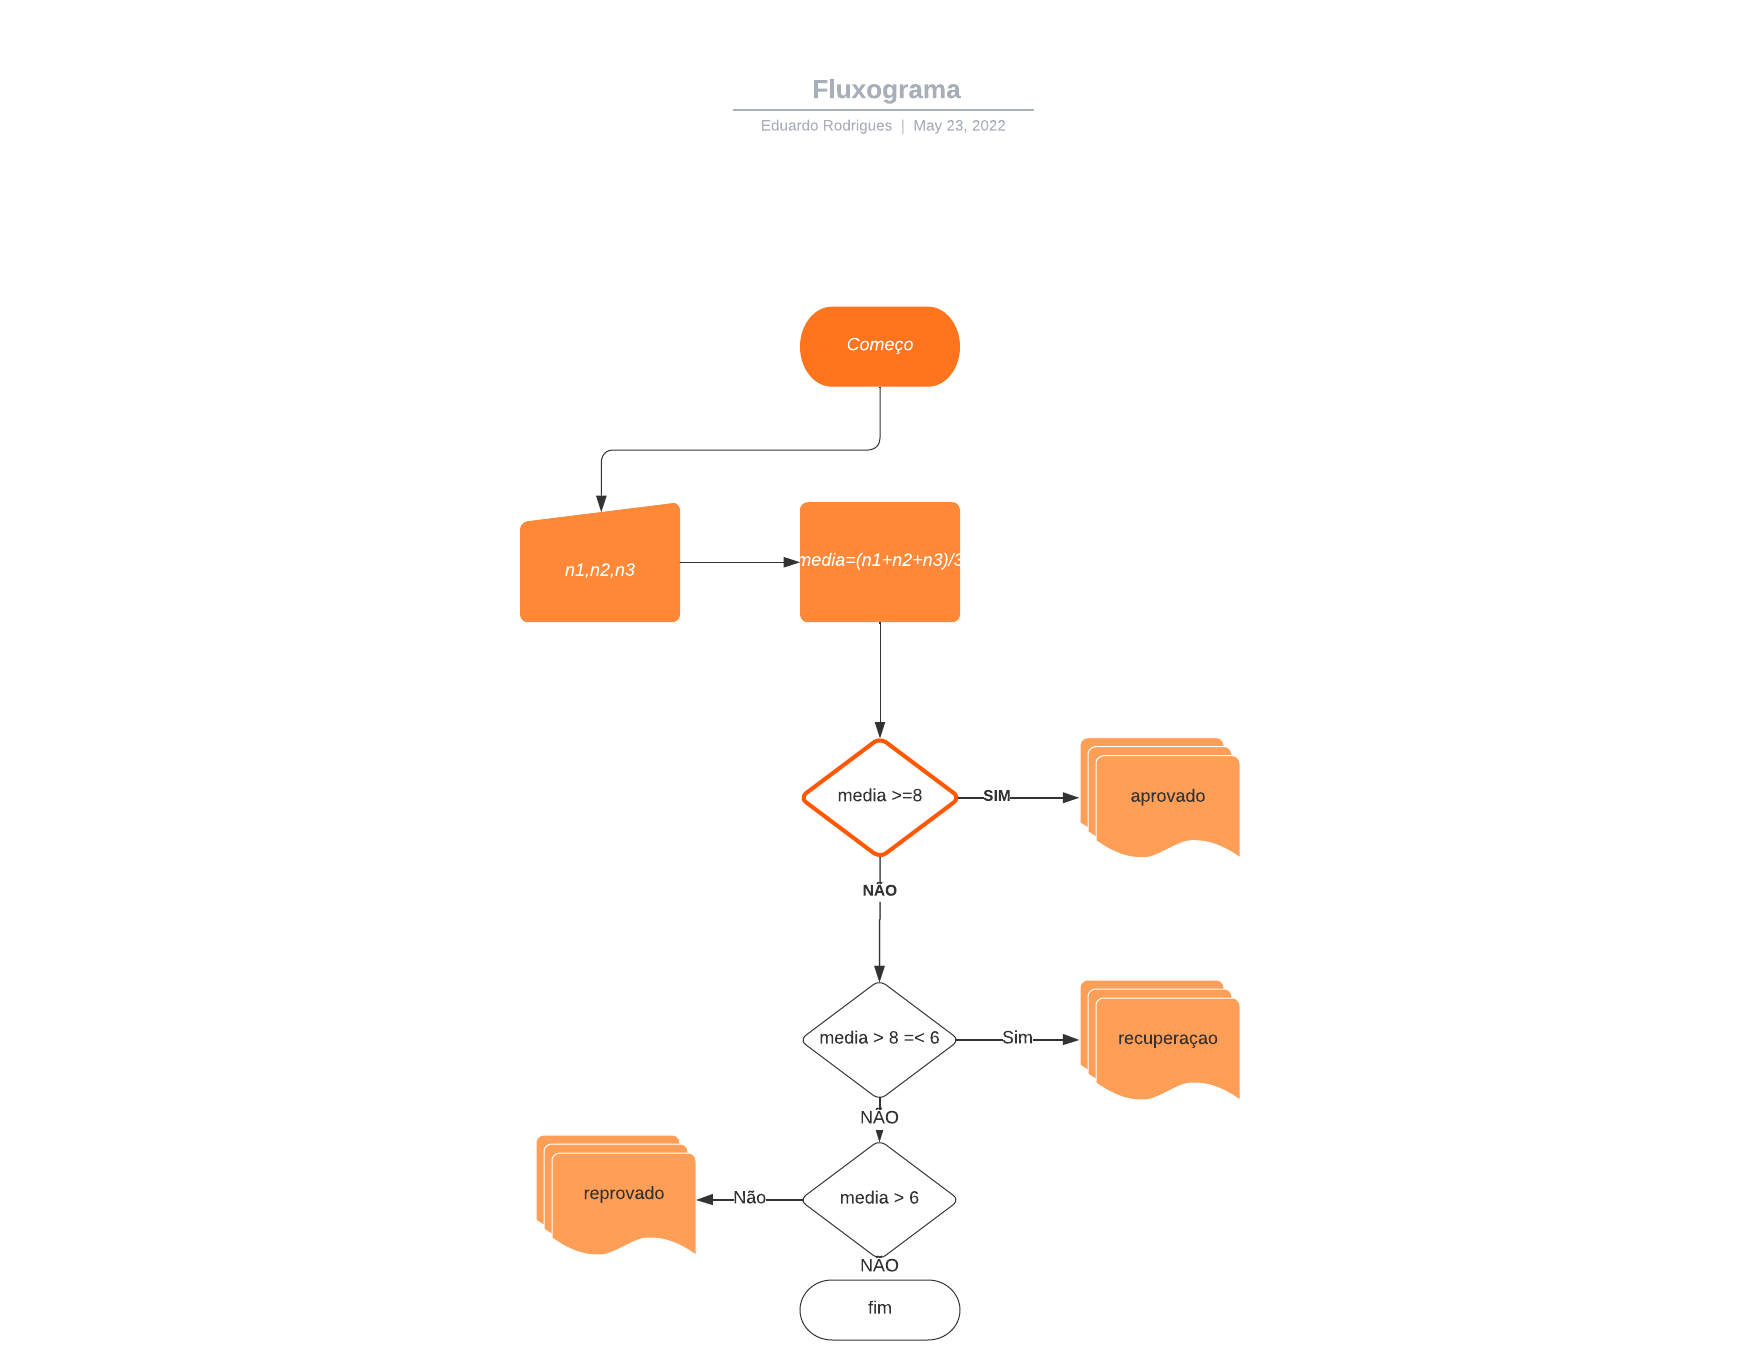 Fluxograma
Eduardo Rodrigues | May 23, 2022
Começo
n1,n2,n3
media=(n1+n2+n3)/3
media >=8
SIM
aprovado
NÃO
media > 8 =< 6
Sim
recuperaçao
NÃO
reprovado
Não
media > 6
NÃO
fim